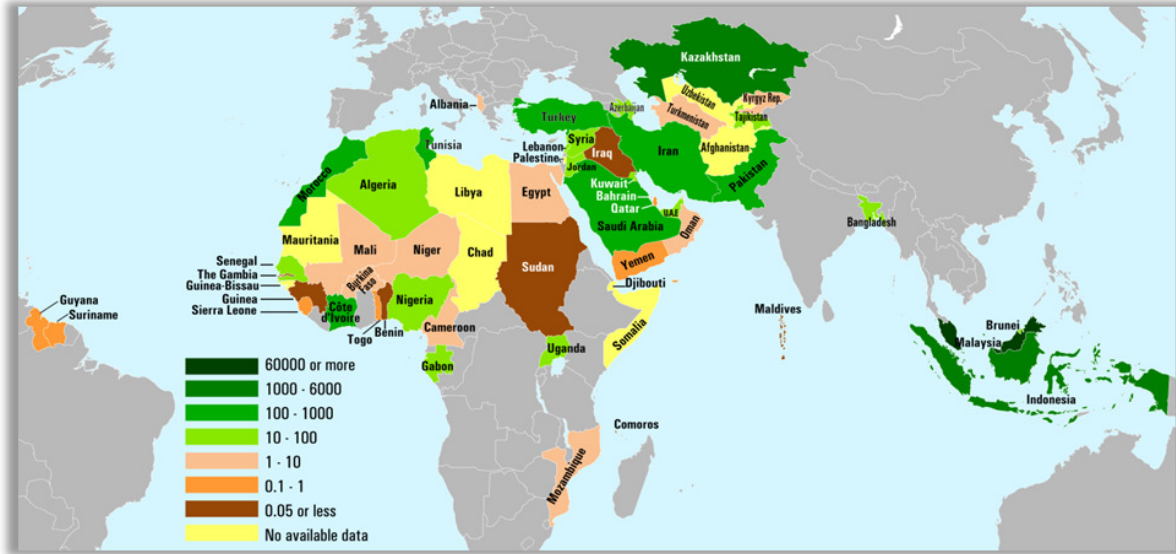 Kazakhstan
Uzbekistan
Kyrgyz Rep.
Turkmenistan
Tajikistan
Azerbaijan
Albania
Turkey
Tunisia
Syria
Lebanon
Palestine
Iraq
Iran
Afghanistan
Jordan
Pakistan
Morocco
Algeria
Libya
Egypt
Kuwait
Bahrain
Qatar
U.A.E
Saudi Arabia
Oman
Bangladesh
Mauritania
Mali
Niger
Chad
Sudan
Yemen
Senegal
The Gambia
Guinea-Bissau
Guinea
Sierra Leone
Burkina
Faso
Côte
d'Ivoire
Togo
Benin
Nigeria
Cameroon
Djibouti
Somalia
Guyana
Suriname
Maldives
Brunei
Malaysia
Indonesia
Gabon
Uganda
Comoros
Mozambique
60000 or more
1000 - 6000
100 - 1000
10 - 100
1 - 10
0.1 - 1
0.05 or less
No available data